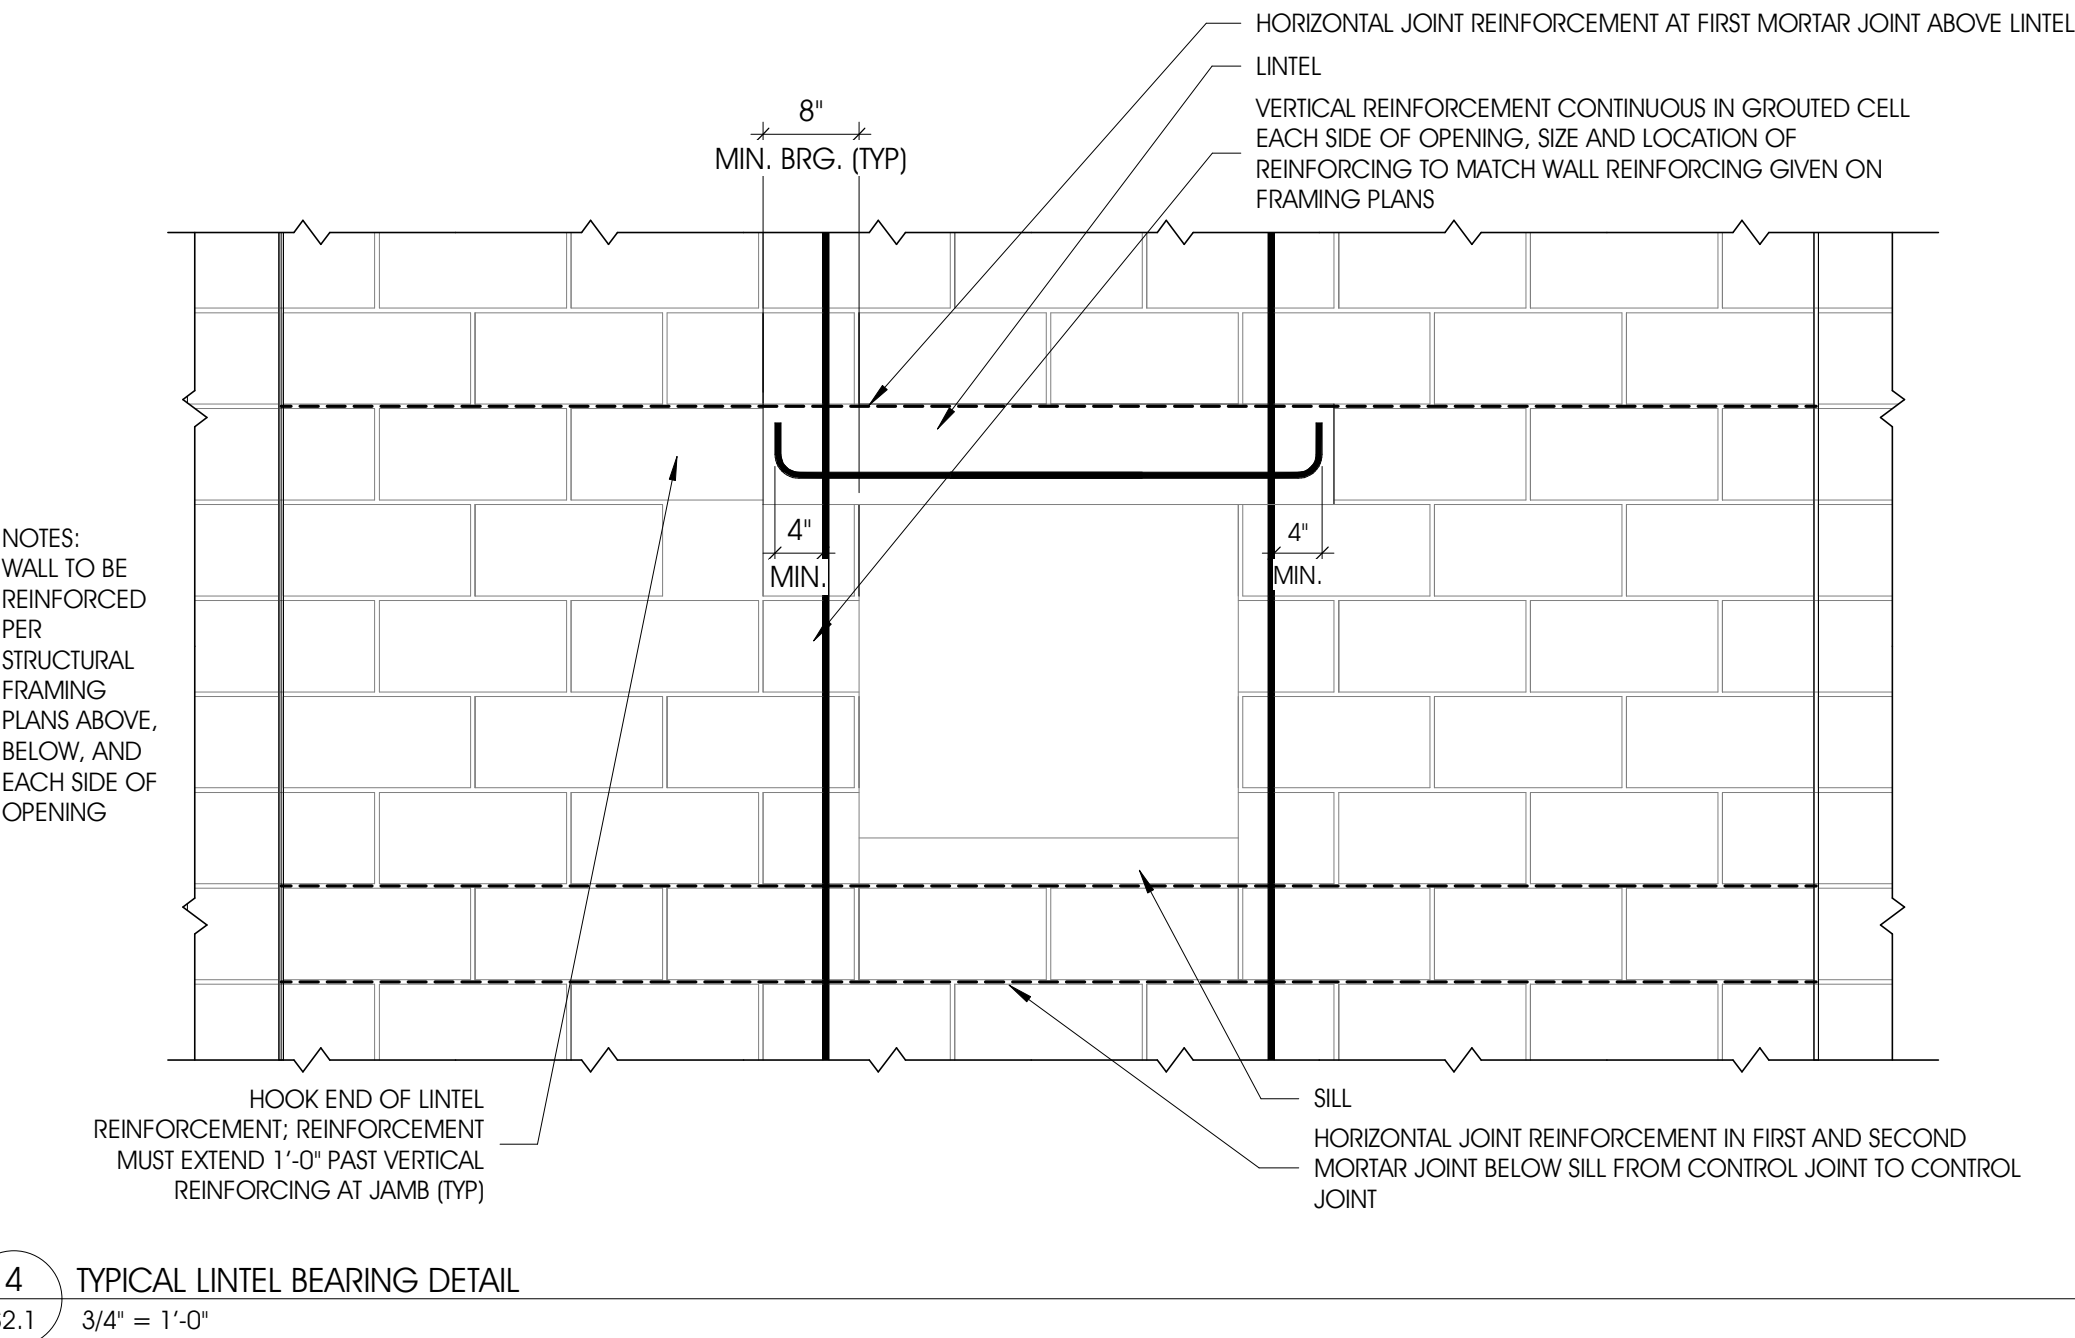 HORIZONTAL JOINT REINFORCEMENT AT FIRST MORTAR JOINT ABOVE LINTEL
LINTEL
VERTICAL REINFORCEMENT CONTINUOUS IN GROUTED CELL
EACH SIDE OF OPENING, SIZE AND LOCATION OF
REINFORCING TO MATCH WALL REINFORCING GIVEN ON
FRAMING PLANS
8"
MIN. BRG. (TYP)
4"
MIN.
4"
MIN.
NOTES:
WALL TO BE
REINFORCED
PER
STRUCTURAL
FRAMING
PLANS ABOVE,
BELOW, AND
EACH SIDE OF
OPENING
HOOK END OF LINTEL
REINFORCEMENT; REINFORCEMENT
MUST EXTEND 1'-0" PAST VERTICAL
REINFORCING AT JAMB (TYP)
SILL
HORIZONTAL JOINT REINFORCEMENT IN FIRST AND SECOND
MORTAR JOINT BELOW SILL FROM CONTROL JOINT TO CONTROL
JOINT
4
TYPICAL LINTEL BEARING DETAIL
2.1
3/4" = 1'-0"